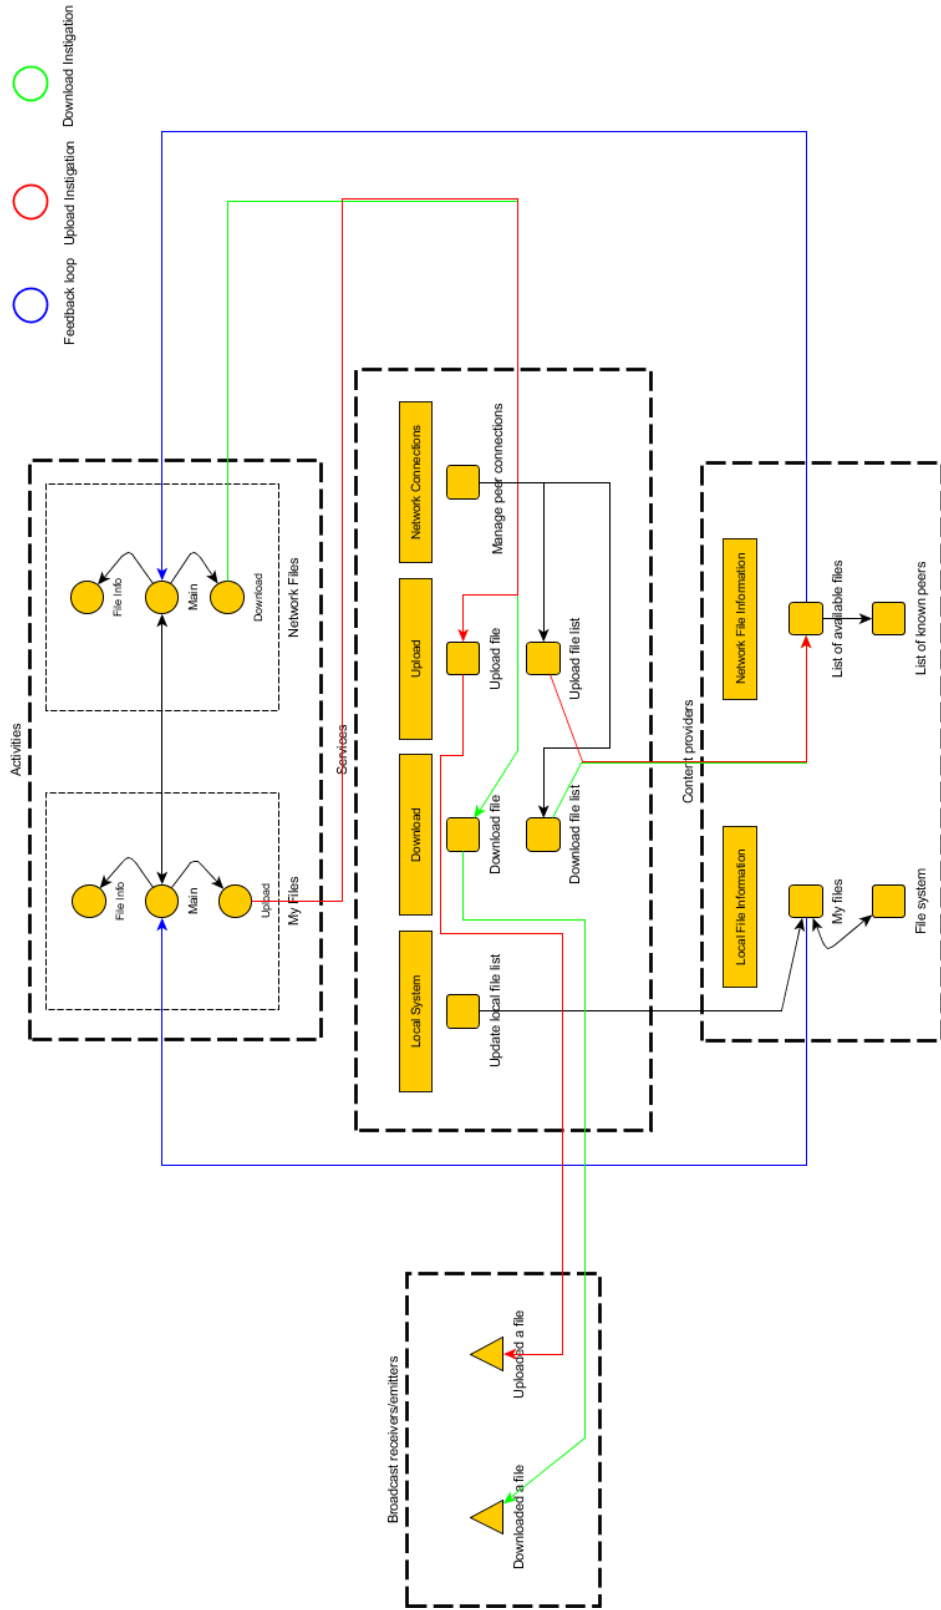 Feedback loop
Upload Instigation
Download Instigation
Activities
File Info
Main
Upload
My Files
File Info
Main
Download
Network Files
Services
Local System
Download
Upload
Network Connections
Update local file list
Download file
Upload file
Manage peer connections
Download file list
Upload file list
Broadcast receivers/emitters
Downloaded a file
Uploaded a file
Content providers
Local File Information
Network File Information
My files
List of available files
File system
List of known peers